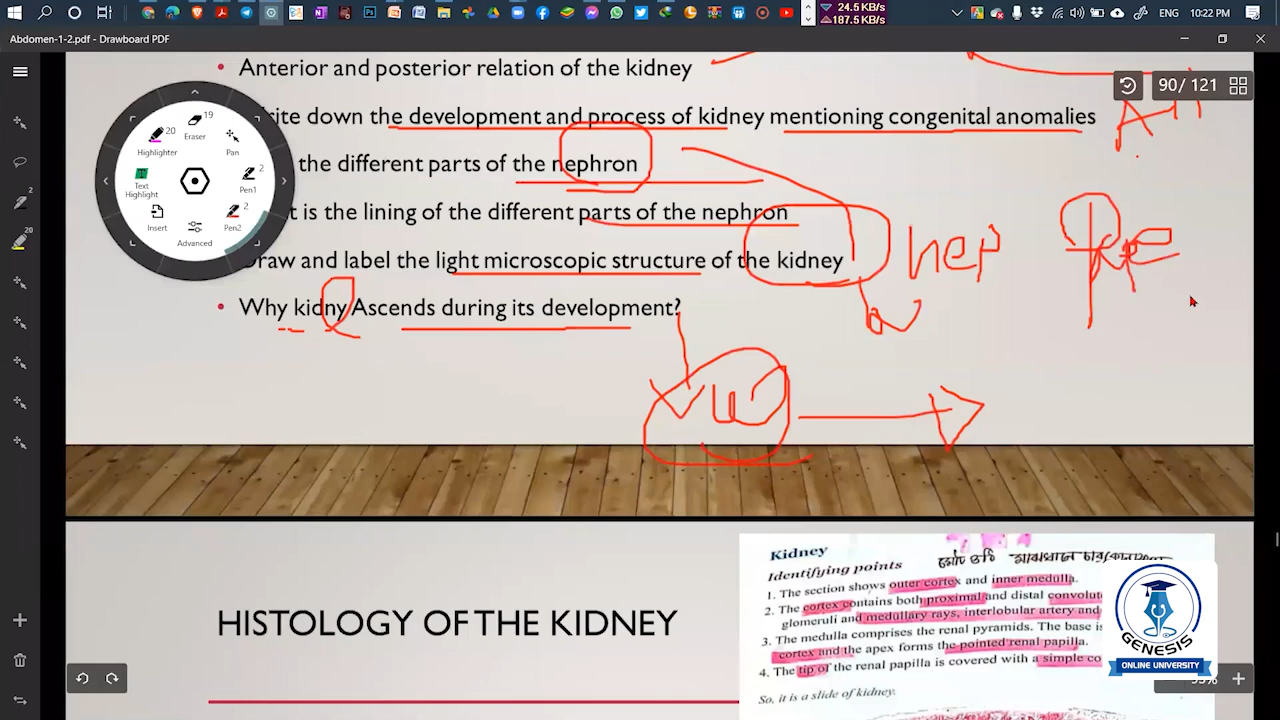 24.5 KB/s
187.5 KB/s
ENG 10:22 PM
Abdomen-1-2.pdf - Drawboard PDF
• Anterior and posterior relation of the kidney
90/ 121
rite down the development and process of kidney mentioning congenital anomalies
the different parts of the nephron
t is the lining of the different parts of the nephron
Draw and label the light microscopic structure of the kidney
• Why kidny Ascends during its development?
nep
19
Eraser
20
Highlighter
Pan
Text Highlight
2
Pen1
Insert
2
Pen2
Advanced
2
20
HISTOLOGY OF THE KIDNEY
Kidney
Identifying points
1. The section shows outer cortex and inner medulla.
2. The cortex contains both proximal and distal convolut
glomeruli and medullary rays, interlobular artery and
3. The medulla comprises the renal pyramids. The base is
cortex and the apex forms the pointed renal papilla.
4. The tip of the renal papilla is covered with a simple co
So, it is a slide of kidney.
GENESIS
ONLINE UNIVERSITY